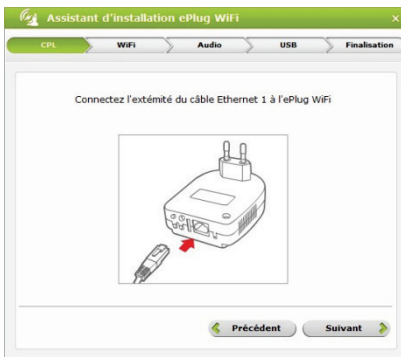 Assistant d'installation ePlug WiFi
CPL WiFi Audio USB Finalisation
Connectez l'extémité du câble Ethernet 1 à l'ePlug WiFi
Précédent Suivant